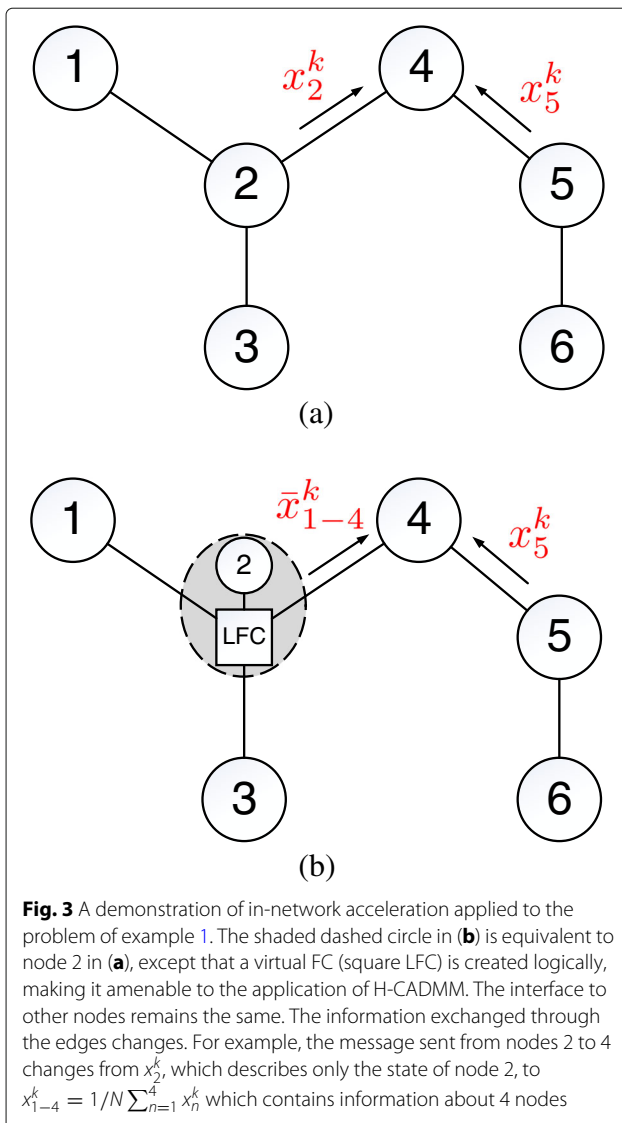 1
4
x_2^k
x_5^k
2
5
3
6
(a)
1
x̄_{1-4}^k
4
x_5^k
2
LFC
5
3
6
(b)
Fig. 3 A demonstration of in-network acceleration applied to the
problem of example 1. The shaded dashed circle in (b) is equivalent to
node 2 in (a), except that a virtual FC (square LFC) is created logically,
making it amenable to the application of H-CADMM. The interface to
other nodes remains the same. The information exchanged through
the edges changes. For example, the message sent from nodes 2 to 4
changes from x_2^k, which describes only the state of node 2, to
x_{1-4}^k = 1/N ∑_{n=1}^4 x_n^k which contains information about 4 nodes